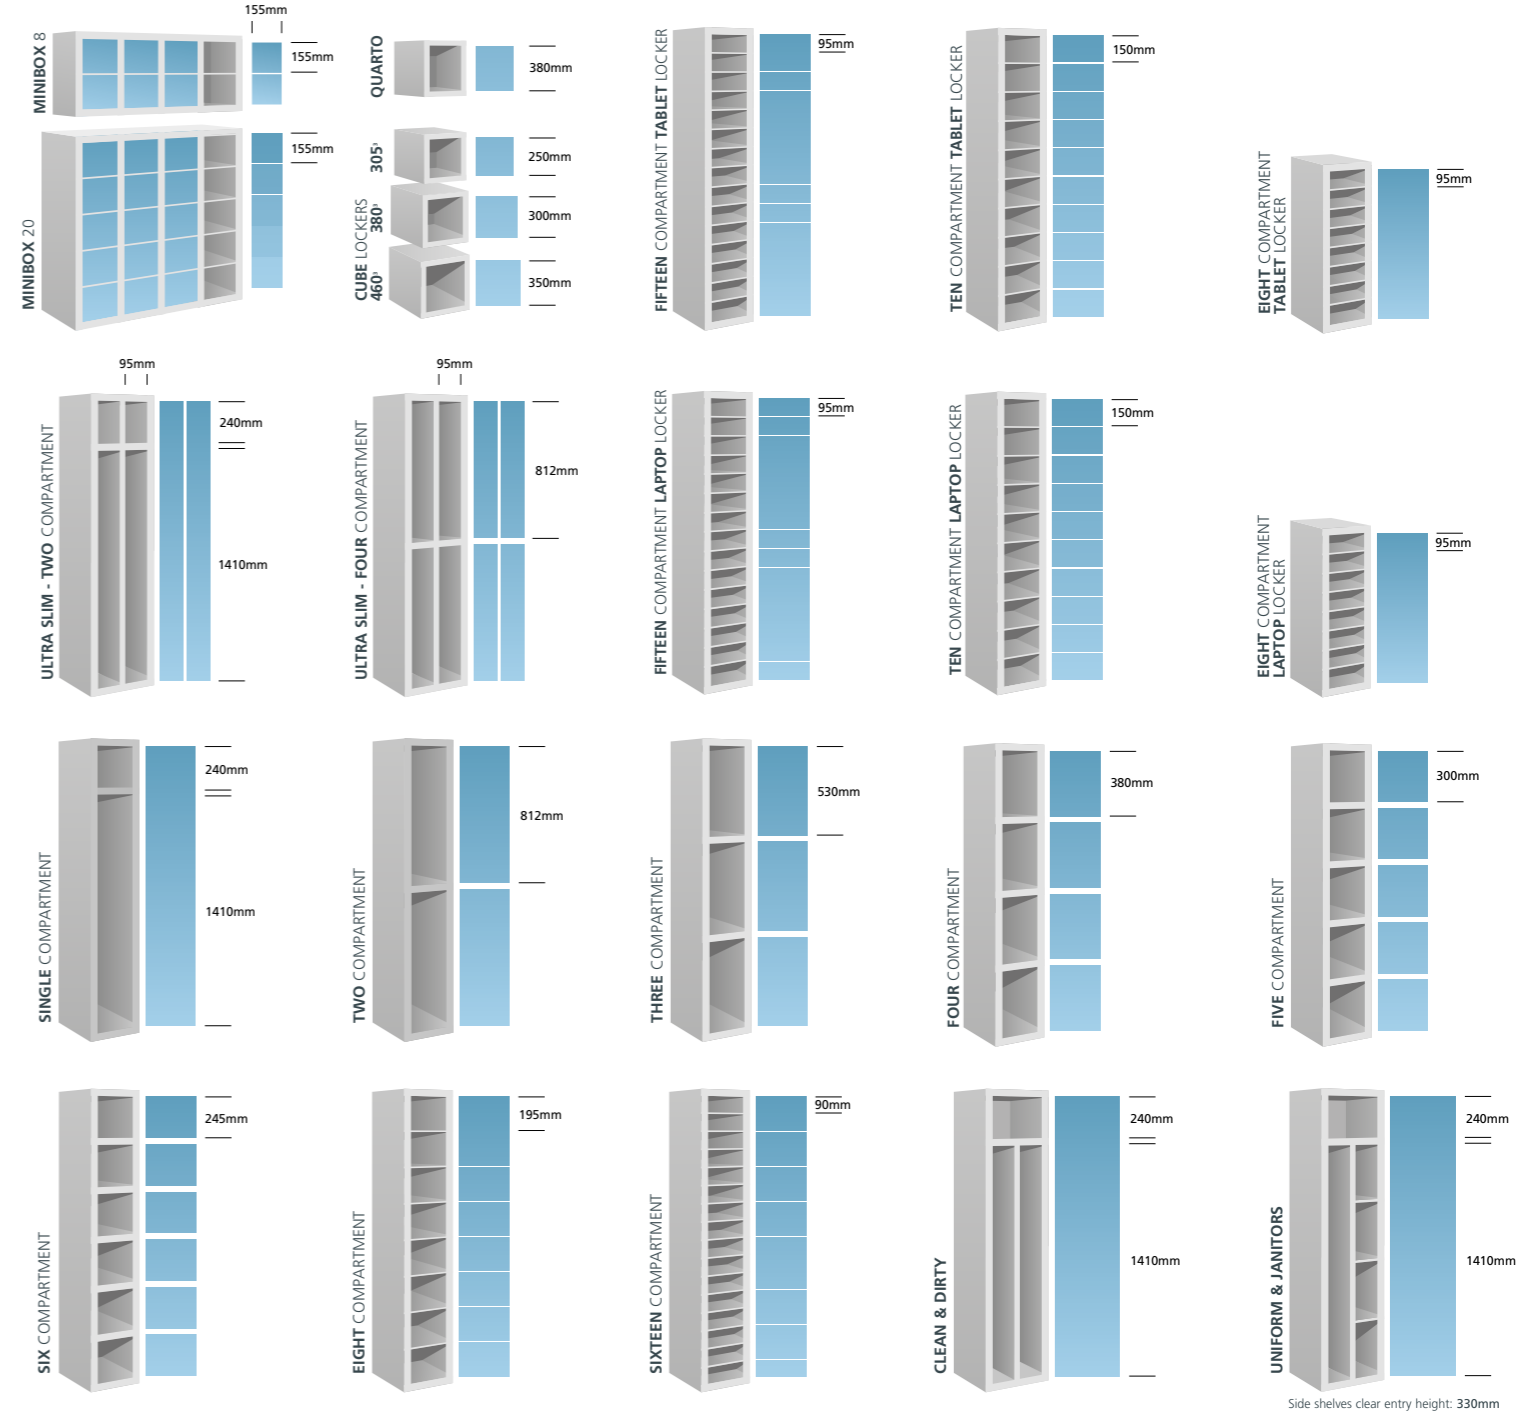 155mm
MINIBOX 8
155mm
QUARTO
380mm
FIFTEEN COMPARTMENT TABLET LOCKER
95mm
TEN COMPARTMENT TABLET LOCKER
150mm
MINIBOX 20
155mm
CUBE LOCKERS
305³
250mm
380³
300mm
460³
350mm
EIGHT COMPARTMENT
TABLET LOCKER
95mm
ULTRA SLIM - TWO COMPARTMENT
95mm
240mm
1410mm
ULTRA SLIM - FOUR COMPARTMENT
95mm
812mm
FIFTEEN COMPARTMENT LAPTOP LOCKER
95mm
TEN COMPARTMENT LAPTOP LOCKER
150mm
EIGHT COMPARTMENT
LAPTOP LOCKER
95mm
SINGLE COMPARTMENT
240mm
1410mm
TWO COMPARTMENT
812mm
THREE COMPARTMENT
530mm
FOUR COMPARTMENT
380mm
FIVE COMPARTMENT
300mm
SIX COMPARTMENT
245mm
EIGHT COMPARTMENT
195mm
SIXTEEN COMPARTMENT
90mm
CLEAN & DIRTY
240mm
1410mm
UNIFORM & JANITORS
240mm
1410mm
Side shelves clear entry height: 330mm